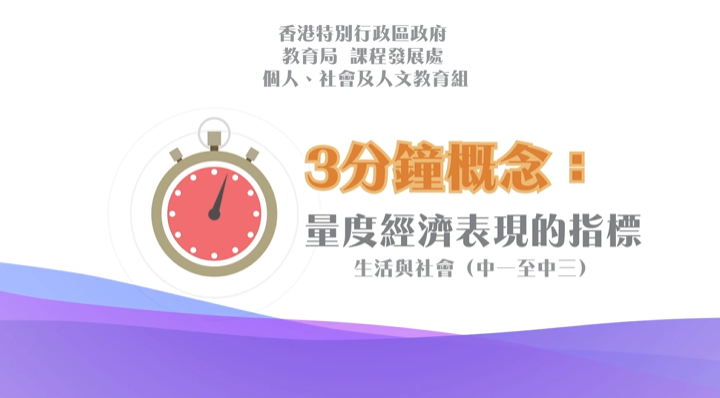 香港特別行政區政府
教育局 課程發展處
個人、社會及人文教育組
3分鐘概念：
量度經濟表現的指標
生活與社會（中一至中三）